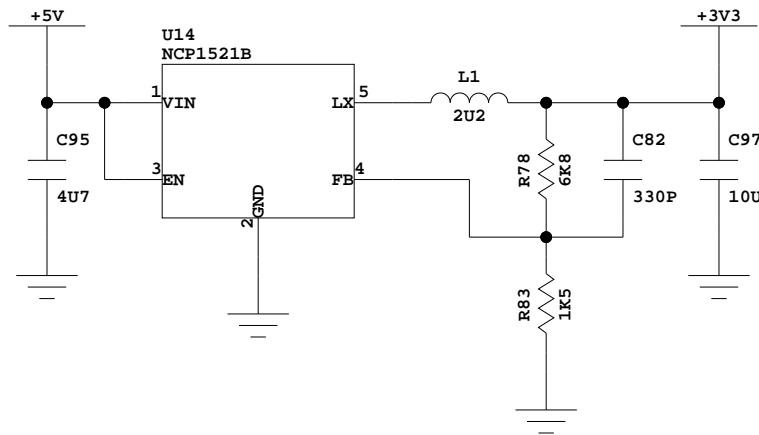 +5V
+3V3
U14
NCP1521B
L1
2U2
1
VIN
LX
5
C95
4U7
3
EN
FB
4
GND
2
R78
6K8
C82
330P
C97
10U
R83
1K5